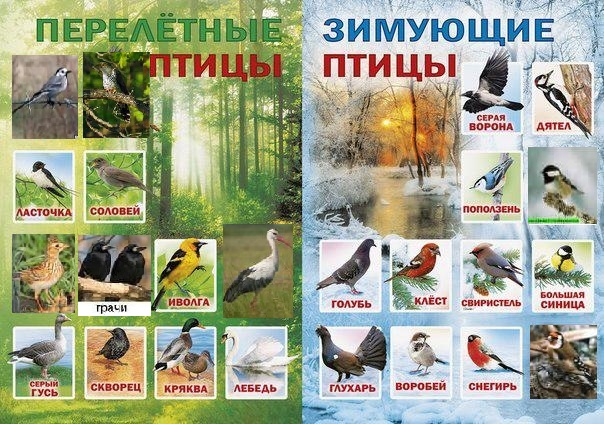 ПЕРЕЛЁТНЫЕ
ПТИЦЫ
ЛАСТОЧКА
СОЛОВЕЙ
грачи
ИВОЛГА
СЕРЫЙ
ГУСЬ
СКВОРЕЦ
КРЯКВА
ЛЕБЕДЬ
ЗИМУЮЩИЕ
ПТИЦЫ
СЕРАЯ
ВОРОНА
ДЯТЕЛ
ПОПОЛЗЕНЬ
ГОЛУБЬ
КЛЁСТ
СВИРИСТЕЛЬ
БОЛЬШАЯ
СИНИЦА
ГЛУХАРЬ
ВОРОБЕЙ
СНЕГИРЬ